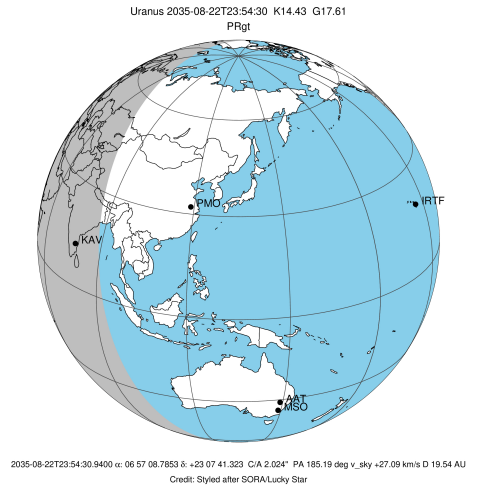 Uranus 2035-08-22T23:54:30  K14.43  G17.61
PRgt
IRTF
PMO
KAV
AAT
MSO
2035-08-22T23:54:30.9400 α: 06 57 08.7853 δ: +23 07 41.323  C/A 2.024"  PA 185.19 deg v_sky +27.09 km/s D 19.54 AU
Credit: Styled after SORA/Lucky Star